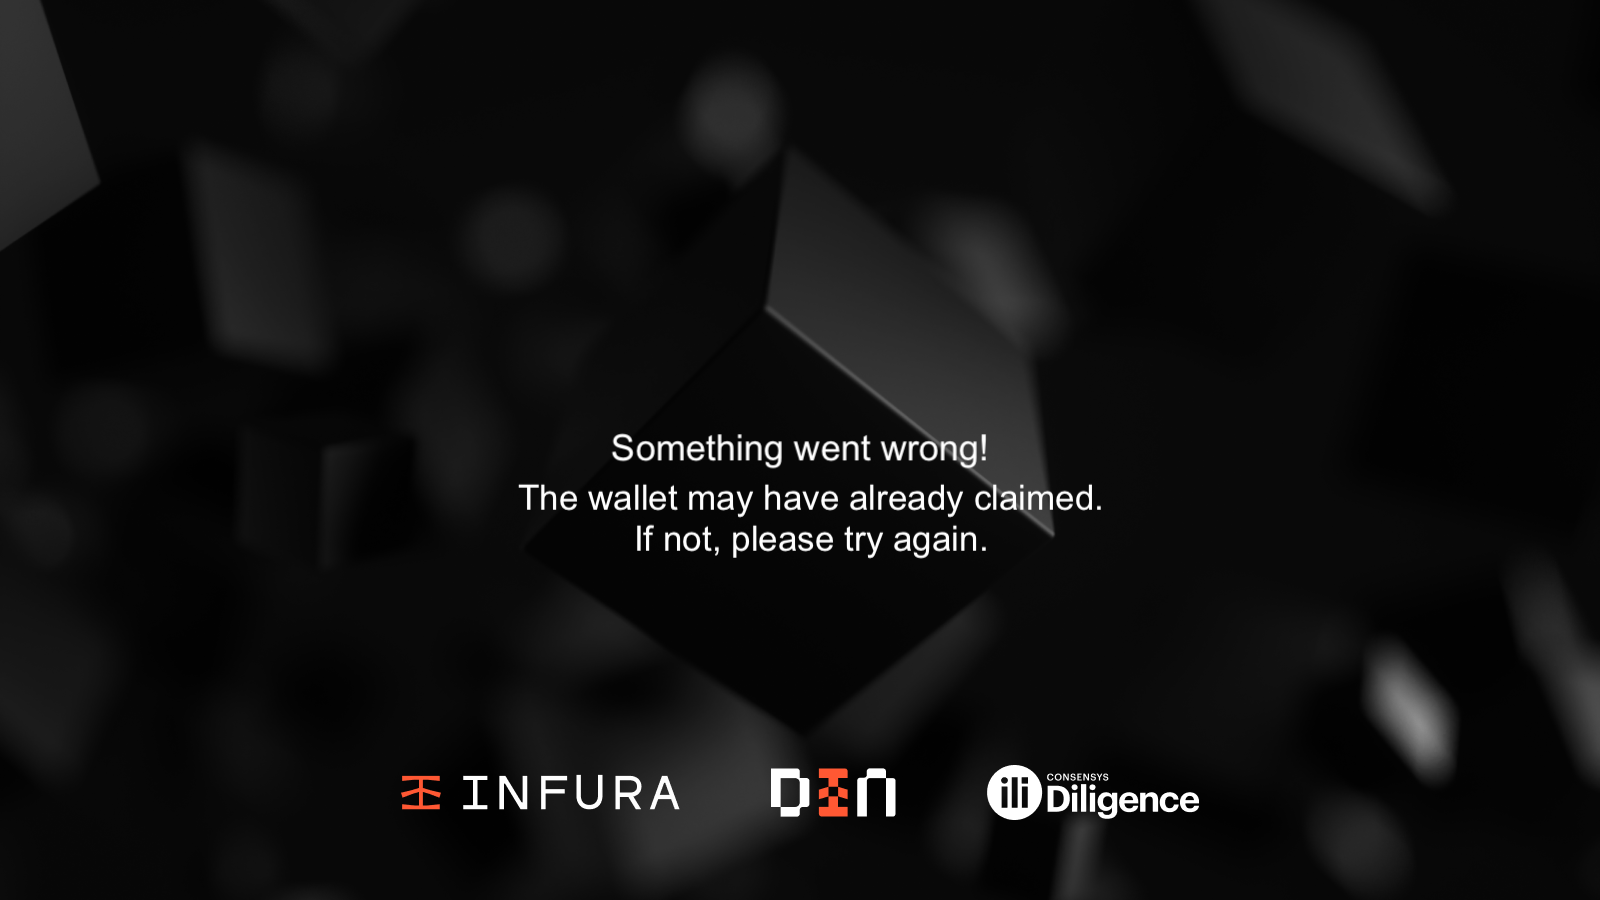 Something went wrong!
The wallet may have already claimed.
If not, please try again.
INFURA
DIN
CONSENSYS
Diligence